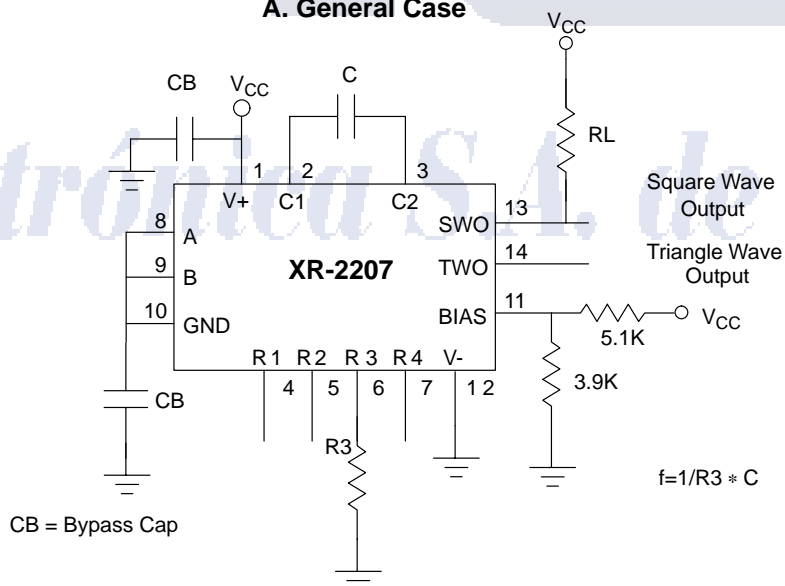 A. General Case
VCC
CB
VCC
C
RL
1
2
3
V+
C1
C2
Square Wave
Output
8
A
SWO
13
9
B
XR-2207
TWO
14
Triangle Wave
Output
10
GND
BIAS
11
VCC
5.1K
R1 R2 R3 R4 V-
4 5 6 7 12
3.9K
CB
R3
f=1/R3 * C
CB = Bypass Cap
trónica S.A. de